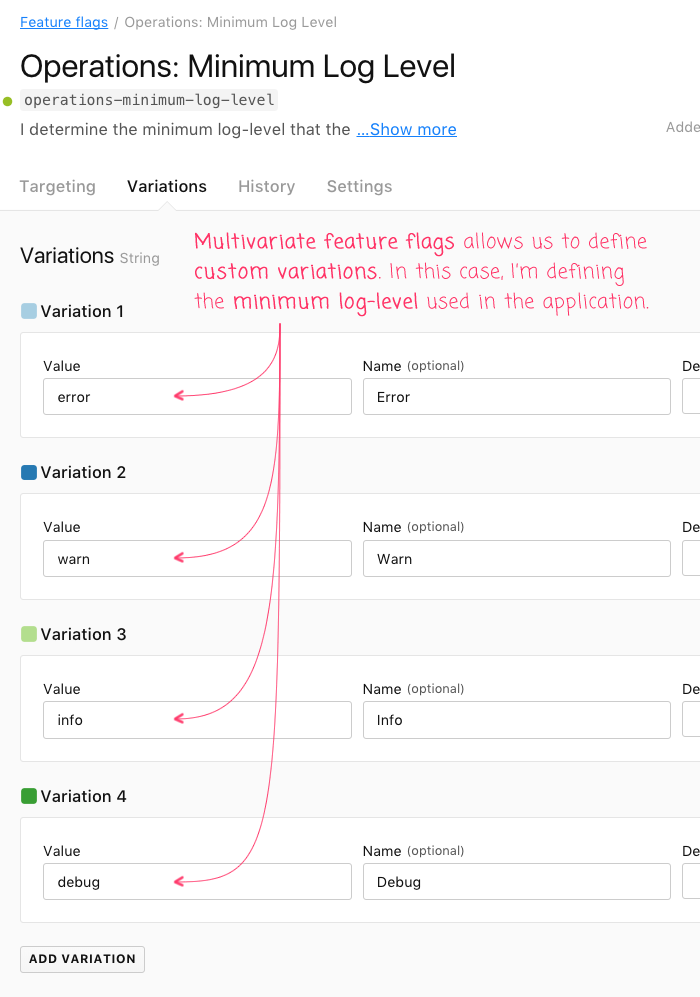 Feature flags / Operations: Minimum Log Level
Operations: Minimum Log Level
operations-minimum-log-level
I determine the minimum log-level that the ...Show more
Adde
Targeting Variations History Settings
Variations String
Multivariate feature flags allows us to define
custom variations. In this case, I'm defining
the minimum log-level used in the application.
Variation 1
Value Name (optional) De
error Error
Variation 2
Value Name (optional) De
warn Warn
Variation 3
Value Name (optional) De
info Info
Variation 4
Value Name (optional) De
debug Debug
ADD VARIATION